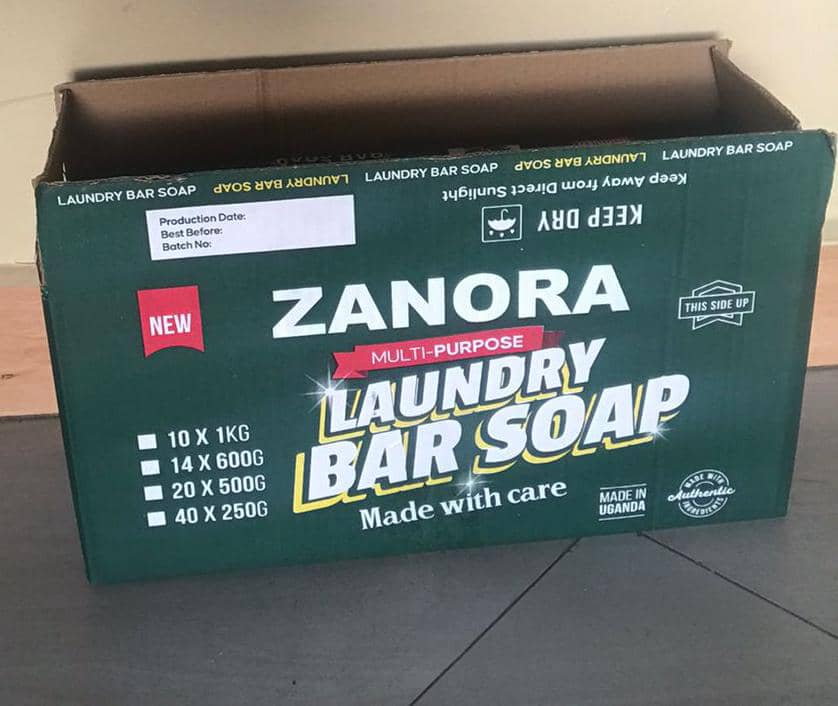 LAUNDRY BAR SOAP LAUNDRY BAR SOAP LAUNDRY BAR SOAP LAUNDRY BAR SOAP LAUNDRY BAR SOAP
Keep Away from Direct Sunlight
KEEP DRY
Production Date:
Best Before:
Batch No:
NEW
ZANORA
THIS SIDE UP
MULTI-PURPOSE
LAUNDRY
BAR SOAP
Made with care
10 X 1KG
14 X 600G
20 X 500G
40 X 250G
MADE IN
UGANDA
MADE WITH
Authentic
INGREDIENTS